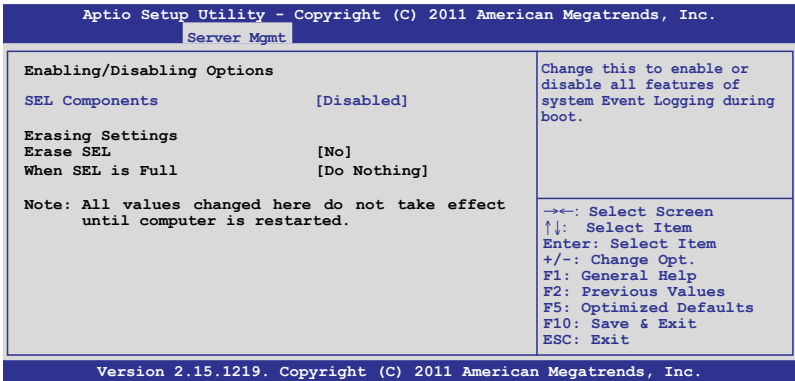 Aptio Setup Utility - Copyright (C) 2011 American Megatrends, Inc.
Server Mgmt
Enabling/Disabling Options
SEL Components [Disabled]
Erasing Settings
Erase SEL [No]
When SEL is Full [Do Nothing]
Note: All values changed here do not take effect
until computer is restarted.
Change this to enable or
disable all features of
system Event Logging during
boot.
→←: Select Screen
↑↓: Select Item
Enter: Select Item
+/-: Change Opt.
F1: General Help
F2: Previous Values
F5: Optimized Defaults
F10: Save & Exit
ESC: Exit
Version 2.15.1219. Copyright (C) 2011 American Megatrends, Inc.